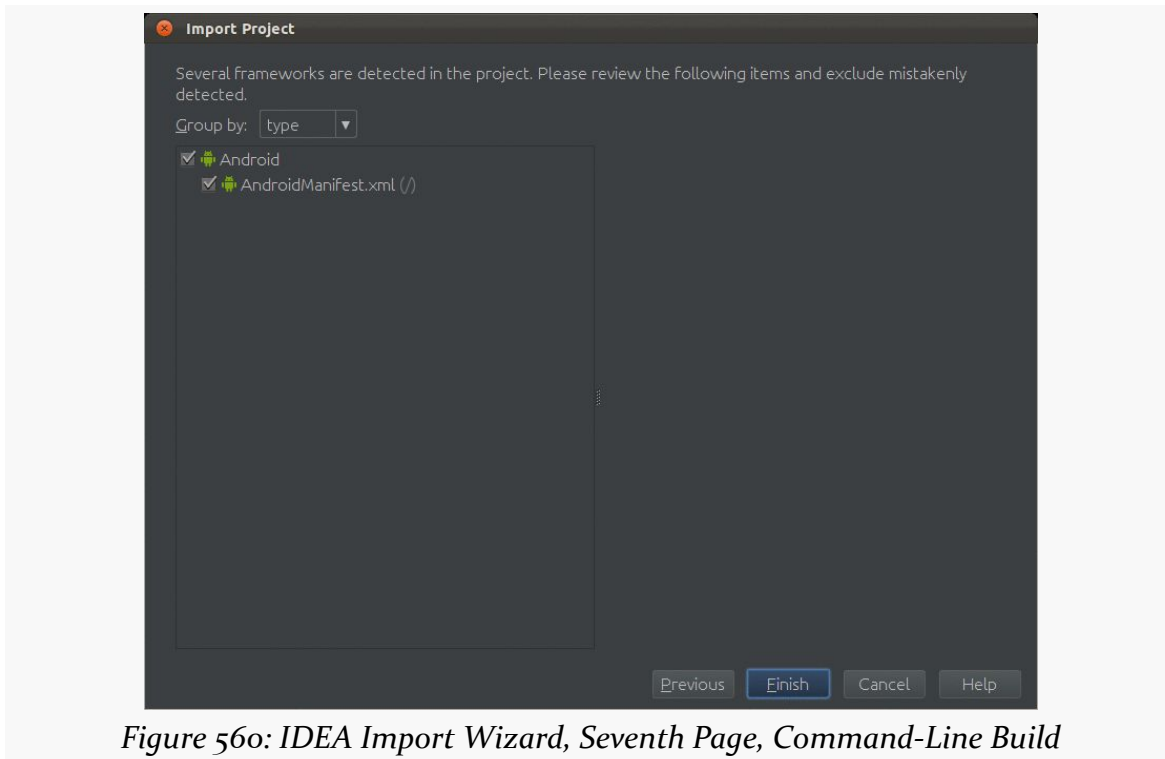 Import Project
Several frameworks are detected in the project. Please review the following items and exclude mistakenly
detected.
Group by: type
Android
AndroidManifest.xml (/)
Previous Finish Cancel Help
Figure 560: IDEA Import Wizard, Seventh Page, Command-Line Build